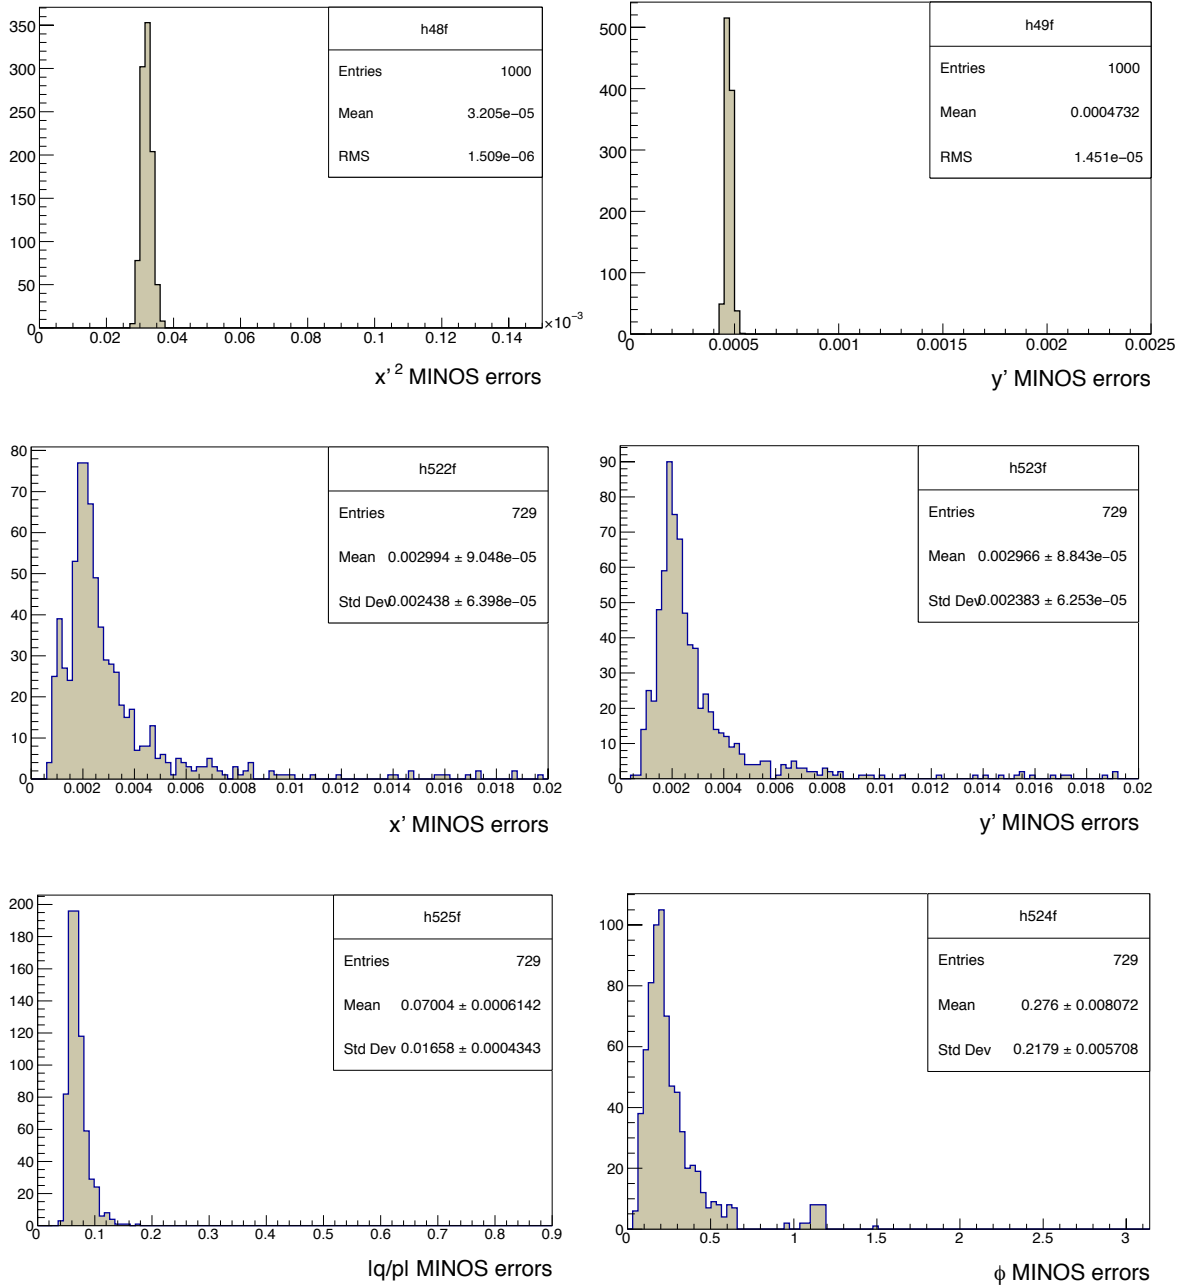 350
300
250
200
150
100
50
0
0 0.02 0.04 0.06 0.08 0.1 0.12 0.14
×10⁻³
x'² MINOS errors
h48f
Entries 1000
Mean 3.205e−05
RMS 1.509e−06
500
400
300
200
100
0
0 0.0005 0.001 0.0015 0.002 0.0025
y' MINOS errors
h49f
Entries 1000
Mean 0.0004732
RMS 1.451e−05
80
70
60
50
40
30
20
10
0
0 0.002 0.004 0.006 0.008 0.01 0.012 0.014 0.016 0.018 0.02
x' MINOS errors
h522f
Entries 729
Mean 0.002994 ± 9.048e−05
Std Dev 0.002438 ± 6.398e−05
90
80
70
60
50
40
30
20
10
0
0 0.002 0.004 0.006 0.008 0.01 0.012 0.014 0.016 0.018 0.02
y' MINOS errors
h523f
Entries 729
Mean 0.002966 ± 8.843e−05
Std Dev 0.002383 ± 6.253e−05
200
180
160
140
120
100
80
60
40
20
0
0 0.1 0.2 0.3 0.4 0.5 0.6 0.7 0.8 0.9
|q/p| MINOS errors
h525f
Entries 729
Mean 0.07004 ± 0.0006142
Std Dev 0.01658 ± 0.0004343
100
80
60
40
20
0
0 0.5 1 1.5 2 2.5 3
ϕ MINOS errors
h524f
Entries 729
Mean 0.276 ± 0.008072
Std Dev 0.2179 ± 0.005708